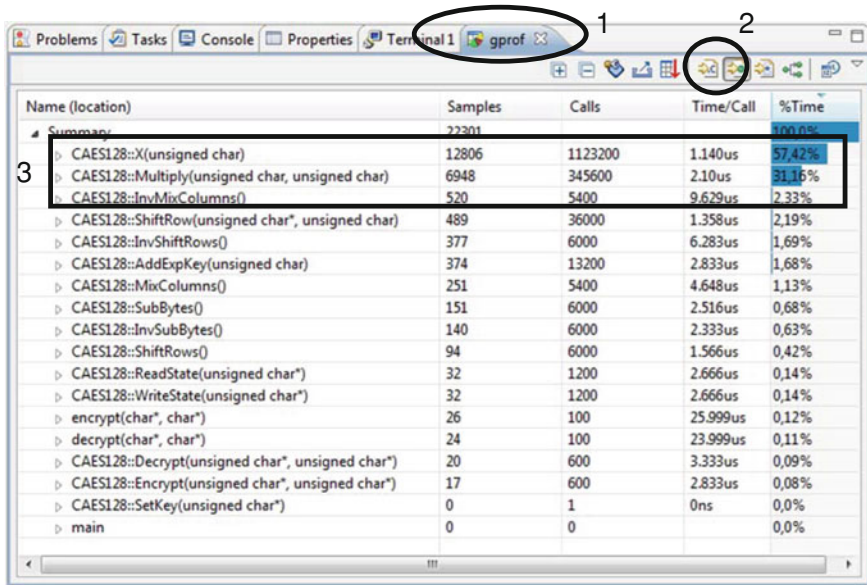 1 2
Problems Tasks Console Properties Terminal 1 gprof
Name (location) Samples Calls Time/Call %Time
Summary 22301 100,0%
3
CAES128::X(unsigned char) 12806 1123200 1.140us 57,42%
CAES128::Multiply(unsigned char, unsigned char) 6948 345600 2.10us 31,16%
CAES128::InvMixColumns() 520 5400 9.629us 2.33%
CAES128::ShiftRow(unsigned char*, unsigned char) 489 36000 1.358us 2,19%
CAES128::InvShiftRows() 377 6000 6.283us 1,69%
CAES128::AddExpKey(unsigned char) 374 13200 2.833us 1,68%
CAES128::MixColumns() 251 5400 4.648us 1,13%
CAES128::SubBytes() 151 6000 2.516us 0,68%
CAES128::InvSubBytes() 140 6000 2.333us 0,63%
CAES128::ShiftRows() 94 6000 1.566us 0,42%
CAES128::ReadState(unsigned char*) 32 1200 2.666us 0,14%
CAES128::WriteState(unsigned char*) 32 1200 2.666us 0,14%
encrypt(char*, char*) 26 100 25.999us 0,12%
decrypt(char*, char*) 24 100 23.999us 0,11%
CAES128::Decrypt(unsigned char*, unsigned char*) 20 600 3.333us 0,09%
CAES128::Encrypt(unsigned char*, unsigned char*) 17 600 2.833us 0,08%
CAES128::SetKey(unsigned char*) 0 1 0ns 0,0%
main 0 0 0,0%